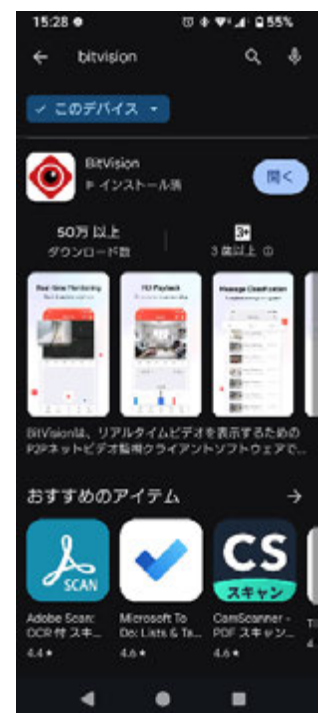 15:28
55%
bitvision
このデバイス
BitVision
インストール済
開く
50万 以上
ダウンロード数
3+
3 歳以上
Real-time Monitoring
Playback
Message Classification
BitVisionは、リアルタイムビデオを表示するための
P2Pネットビデオ監視クライアントソフトウェアで...
おすすめのアイテム
SCAN
CS
スキャン
Adobe Scan:
OCR 付 スキ...
4.4★
Microsoft To
Do: Lists & Ta...
4.6★
CamScanner -
PDF スキャン...
4.6★